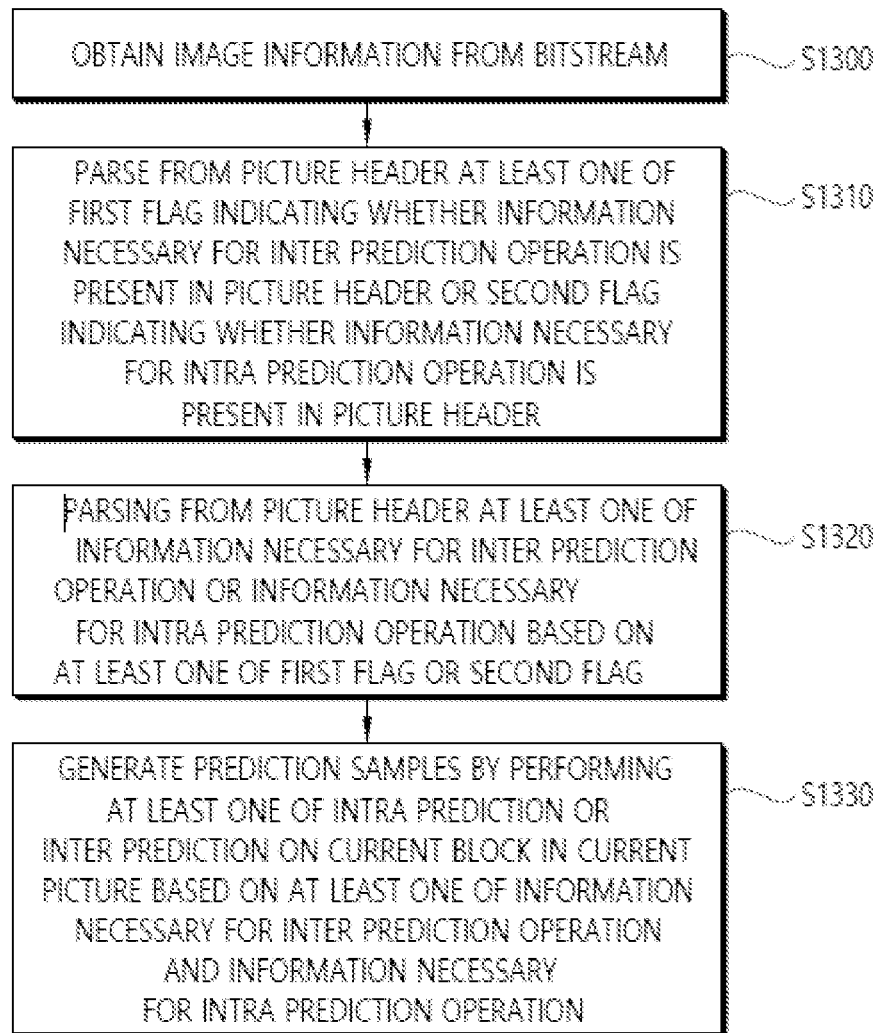 OBTAIN IMAGE INFORMATION FROM BITSTREAM
S1300
PARSE FROM PICTURE HEADER AT LEAST ONE OF
FIRST FLAG INDICATING WHETHER INFORMATION
NECESSARY FOR INTER PREDICTION OPERATION IS
PRESENT IN PICTURE HEADER OR SECOND FLAG
INDICATING WHETHER INFORMATION NECESSARY
FOR INTRA PREDICTION OPERATION IS
PRESENT IN PICTURE HEADER
S1310
PARSING FROM PICTURE HEADER AT LEAST ONE OF
INFORMATION NECESSARY FOR INTER PREDICTION
OPERATION OR INFORMATION NECESSARY
FOR INTRA PREDICTION OPERATION BASED ON
AT LEAST ONE OF FIRST FLAG OR SECOND FLAG
S1320
GENERATE PREDICTION SAMPLES BY PERFORMING
AT LEAST ONE OF INTRA PREDICTION OR
INTER PREDICTION ON CURRENT BLOCK IN CURRENT
PICTURE BASED ON AT LEAST ONE OF INFORMATION
NECESSARY FOR INTER PREDICTION OPERATION
AND INFORMATION NECESSARY
FOR INTRA PREDICTION OPERATION
S1330